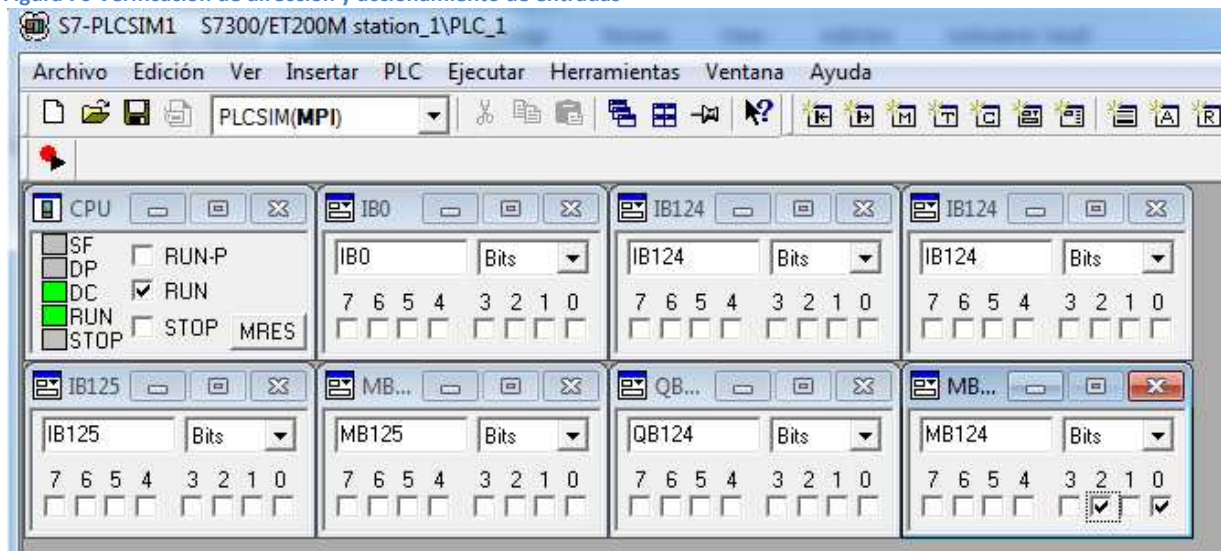 S7-PLCSIM1 S7300/ET200M station_1\PLC_1
Archivo Edición Ver Insertar PLC Ejecutar Herramientas Ventana Ayuda
PLCSIM(MPI)
CPU
SF
DP
DC
RUN
STOP
RUN-P
RUN
STOP MRES
IB0
IB0 Bits
7 6 5 4 3 2 1 0
IB124
IB124 Bits
7 6 5 4 3 2 1 0
IB124
IB124 Bits
7 6 5 4 3 2 1 0
IB125
IB125 Bits
7 6 5 4 3 2 1 0
MB...
MB125 Bits
7 6 5 4 3 2 1 0
QB...
QB124 Bits
7 6 5 4 3 2 1 0
MB...
MB124 Bits
7 6 5 4 3 2 1 0